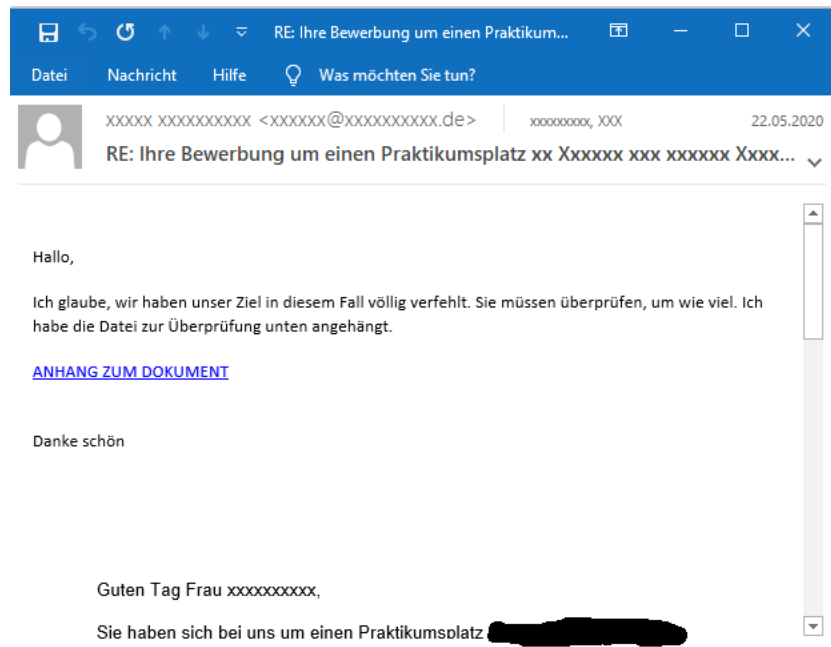 RE: Ihre Bewerbung um einen Praktikum...
Datei Nachricht Hilfe Was möchten Sie tun?
xxxxx xxxxxxxxxx <xxxxxx@xxxxxxxxxx.de> xxxxxxxxx, XXX 22.05.2020
RE: Ihre Bewerbung um einen Praktikumsplatz xx Xxxxxx xxx xxxxxx Xxxx...
Hallo,
Ich glaube, wir haben unser Ziel in diesem Fall völlig verfehlt. Sie müssen überprüfen, um wie viel. Ich
habe die Datei zur Überprüfung unten angehängt.
ANHANG ZUM DOKUMENT
Danke schön
Guten Tag Frau xxxxxxxxxx,
Sie haben sich bei uns um einen Praktikumsplatz